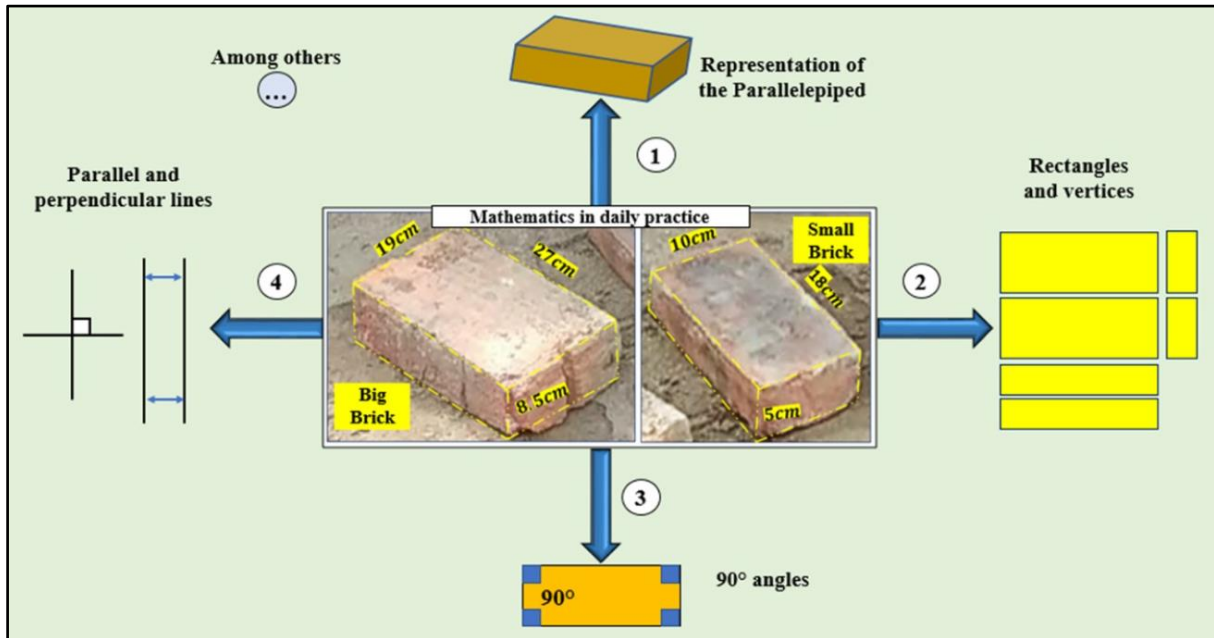 Among others
...
Representation of
the Parallelepiped
1
Parallel and
perpendicular lines
Rectangles
and vertices
Mathematics in daily practice
19cm
27cm
Big
Brick
8.5cm
10cm
Small
Brick
18cm
5cm
4
2
3
90°
90° angles